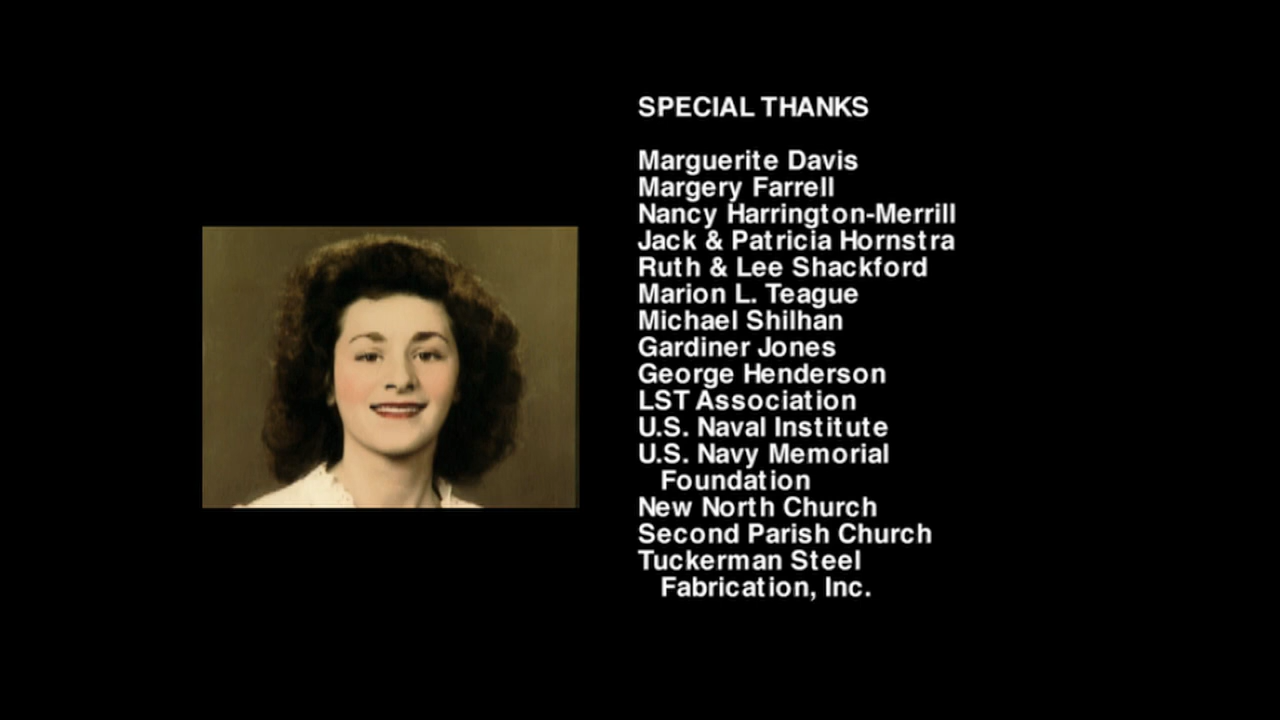 SPECIAL THANKS
Marguerite Davis
Margery Farrell
Nancy Harrington-Merrill
Jack & Patricia Hornstra
Ruth & Lee Shackford
Marion L. Teague
Michael Shilhan
Gardiner Jones
George Henderson
LST Association
U.S. Naval Institute
U.S. Navy Memorial
Foundation
New North Church
Second Parish Church
Tuckerman Steel
Fabrication, Inc.